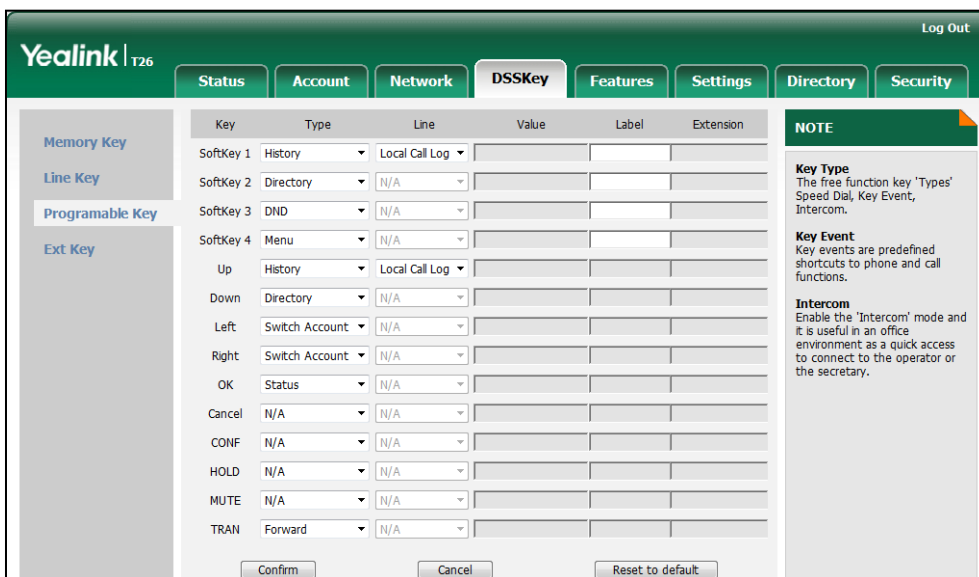 Log Out
Yealink T26
Status Account Network DSSKey Features Settings Directory Security
Memory Key
Line Key
Programable Key
Ext Key
Key Type Line Value Label Extension
SoftKey 1 History Local Call Log
SoftKey 2 Directory N/A
SoftKey 3 DND N/A
SoftKey 4 Menu N/A
Up History Local Call Log
Down Directory N/A
Left Switch Account N/A
Right Switch Account N/A
OK Status N/A
Cancel N/A N/A
CONF N/A N/A
HOLD N/A N/A
MUTE N/A N/A
TRAN Forward N/A
Confirm Cancel Reset to default
NOTE
Key Type
The free function key 'Types'
Speed Dial, Key Event,
Intercom.
Key Event
Key events are predefined
shortcuts to phone and call
functions.
Intercom
Enable the 'Intercom' mode and
it is useful in an office
environment as a quick access
to connect to the operator or
the secretary.